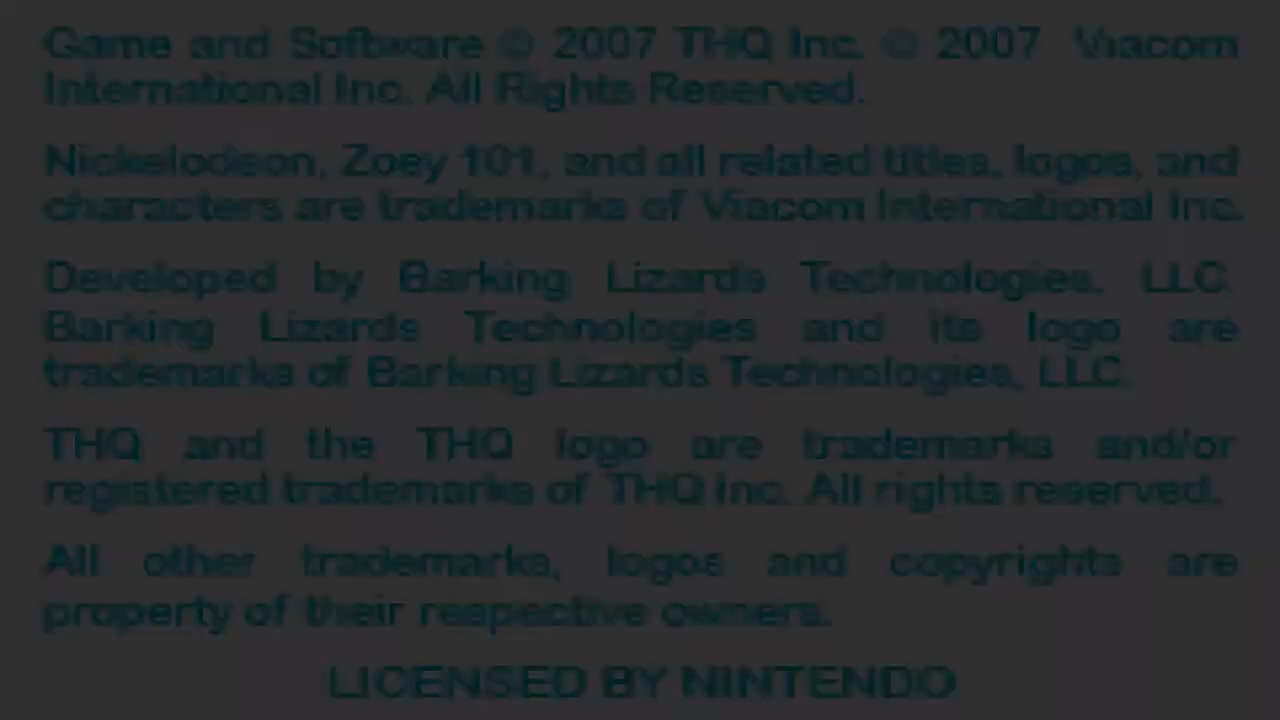 Game and Software © 2007 THQ Inc. © 2007 Viacom
International Inc. All Rights Reserved.
Nickelodeon, Zoey 101, and all related titles, logos, and
characters are trademarks of Viacom International Inc.
Developed by Barking Lizards Technologies, LLC.
Barking Lizards Technologies and its logo are
trademarks of Barking Lizards Technologies, LLC.
THQ and the THQ logo are trademarks and/or
registered trademarks of THQ Inc. All rights reserved.
All other trademarks, logos and copyrights are
property of their respective owners.
LICENSED BY NINTENDO